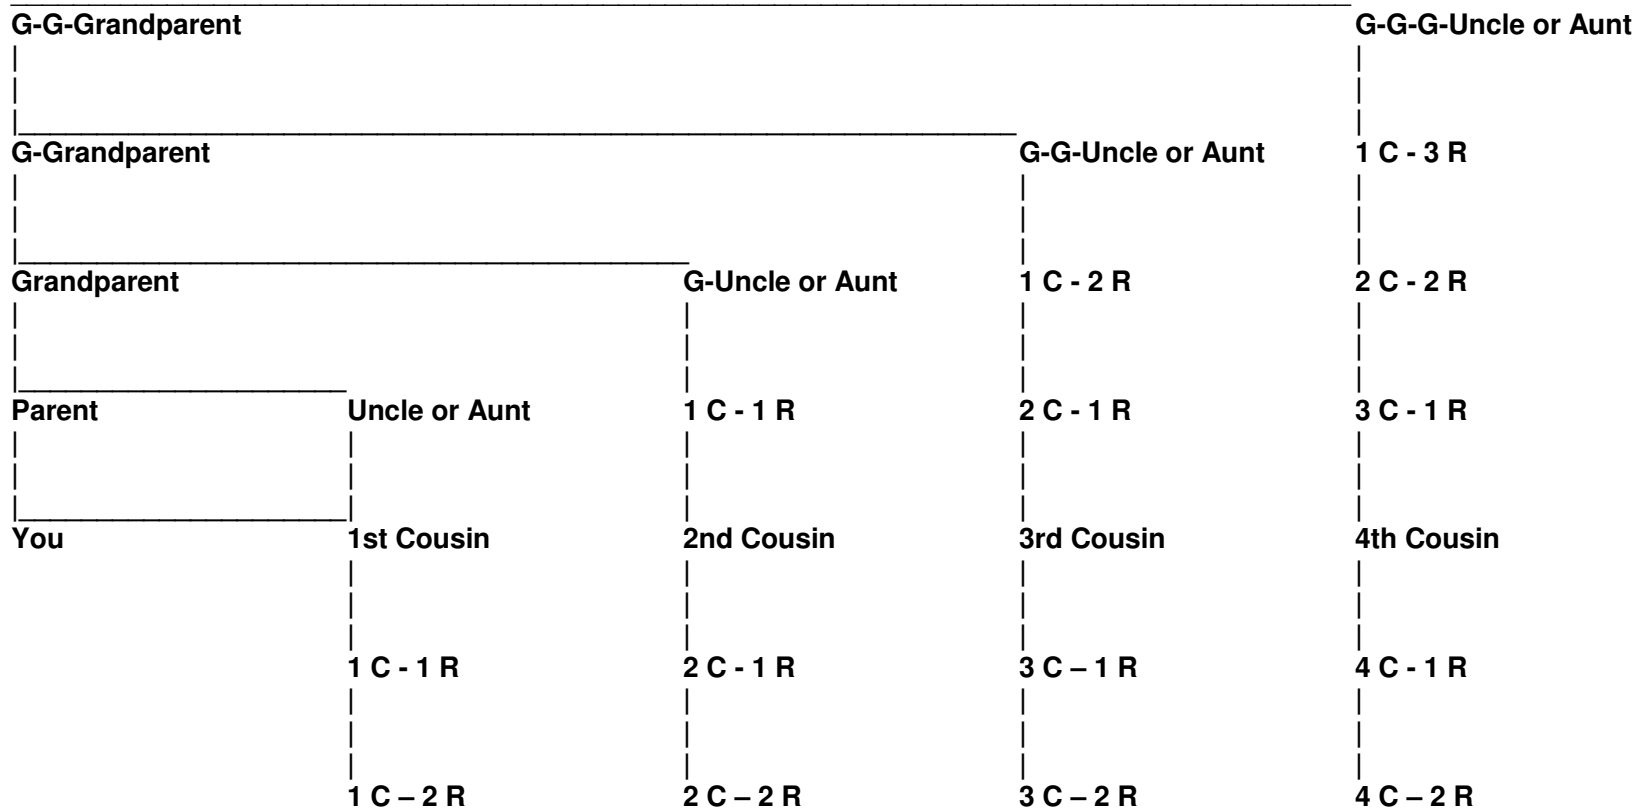 G-G-Grandparent G-G-G-Uncle or Aunt
G-Grandparent G-G-Uncle or Aunt 1 C - 3 R
Grandparent G-Uncle or Aunt 1 C - 2 R 2 C - 2 R
Parent Uncle or Aunt 1 C - 1 R 2 C - 1 R 3 C - 1 R
You 1st Cousin 2nd Cousin 3rd Cousin 4th Cousin
1 C - 1 R 2 C - 1 R 3 C – 1 R 4 C - 1 R
1 C – 2 R 2 C – 2 R 3 C – 2 R 4 C – 2 R